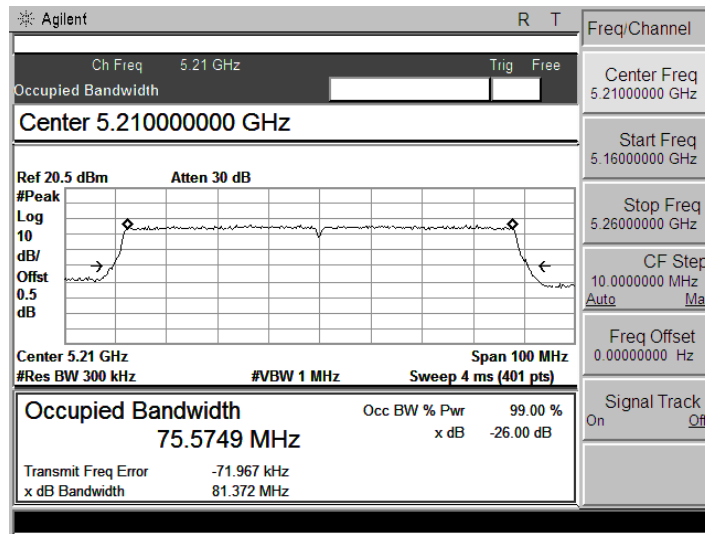 Agilent R T
Ch Freq 5.21 GHz Trig Free
Occupied Bandwidth
Center 5.210000000 GHz
Ref 20.5 dBm Atten 30 dB
#Peak
Log
10
dB/
Offst
0.5
dB
Center 5.21 GHz Span 100 MHz
#Res BW 300 kHz #VBW 1 MHz Sweep 4 ms (401 pts)
Occupied Bandwidth Occ BW % Pwr 99.00 %
75.5749 MHz x dB -26.00 dB
Transmit Freq Error -71.967 kHz
x dB Bandwidth 81.372 MHz
Freq/Channel
Center Freq
5.21000000 GHz
Start Freq
5.16000000 GHz
Stop Freq
5.26000000 GHz
CF Step
10.0000000 MHz
Auto Ma
Freq Offset
0.00000000 Hz
Signal Track
On Off